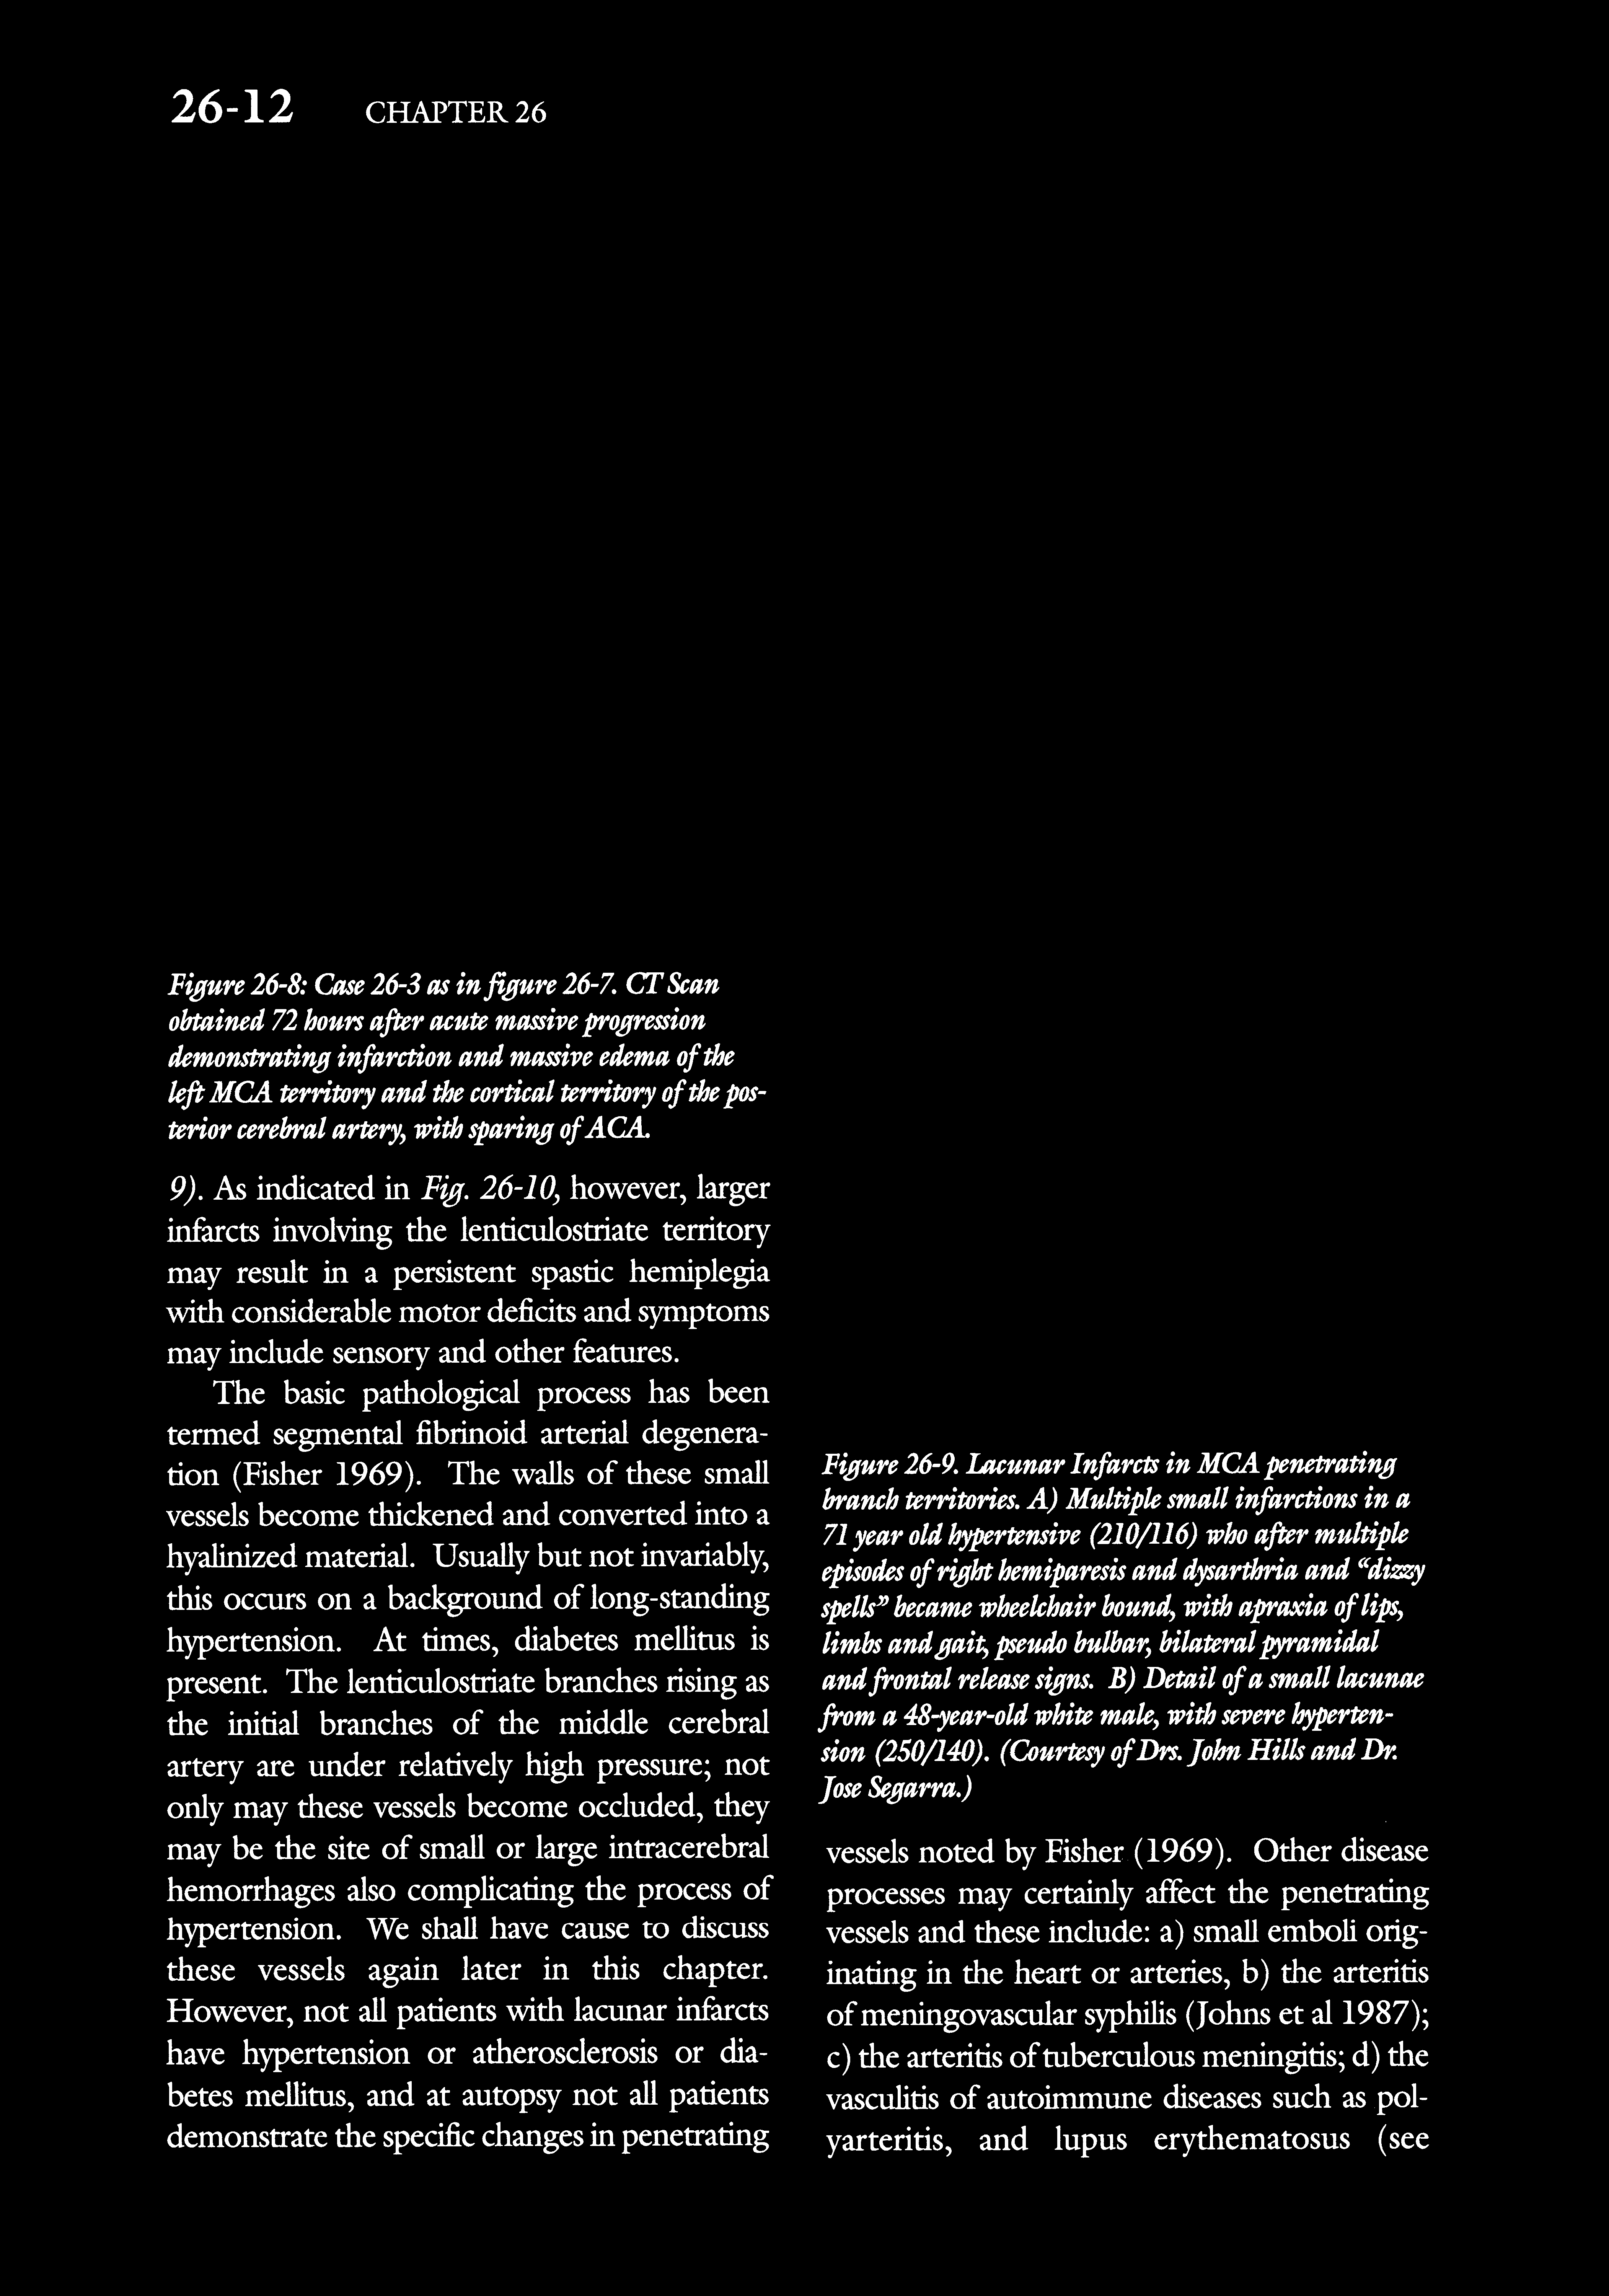 26-12 CHAPTER 26
Figure 26-8: Case 26-3 as in figure 26-7. CT Scan
obtained 72 hours after acute massive progression
demonstrating infarction and massive edema of the
left MCA territory and the cortical territory of the pos-
terior cerebral artery, with sparing of ACA.
9). As indicated in Fig. 26-10, however, larger
infarcts involving the lenticulostriate territory
may result in a persistent spastic hemiplegia
with considerable motor deficits and symptoms
may include sensory and other features.
The basic pathological process has been
termed segmental fibrinoid arterial degenera-
tion (Fisher 1969). The walls of these small
vessels become thickened and converted into a
hyalinized material. Usually but not invariably,
this occurs on a background of long-standing
hypertension. At times, diabetes mellitus is
present. The lenticulostriate branches rising as
the initial branches of the middle cerebral
artery are under relatively high pressure; not
only may these vessels become occluded, they
may be the site of small or large intracerebral
hemorrhages also complicating the process of
hypertension. We shall have cause to discuss
these vessels again later in this chapter.
However, not all patients with lacunar infarcts
have hypertension or atherosclerosis or dia-
betes mellitus, and at autopsy not all patients
demonstrate the specific changes in penetrating
Figure 26-9. Lacunar Infarcts in MCA penetrating
branch territories. A) Multiple small infarctions in a
71 year old hypertensive (210/116) who after multiple
episodes of right hemiparesis and dysarthria and “dizzy
spells” became wheelchair bound, with apraxia of lips,
limbs and gait, pseudo bulbar, bilateral pyramidal
and frontal release signs. B) Detail of a small lacunae
from a 48-year-old white male, with severe hyperten-
sion (250/140). (Courtesy of Drs. John Hills and Dr.
Jose Segarra.)
vessels noted by Fisher (1969). Other disease
processes may certainly affect the penetrating
vessels and these include: a) small emboli orig-
inating in the heart or arteries, b) the arteritis
of meningovascular syphilis (Johns et al 1987);
c) the arteritis of tuberculous meningitis; d) the
vasculitis of autoimmune diseases such as pol-
yarteritis, and lupus erythematosus (see